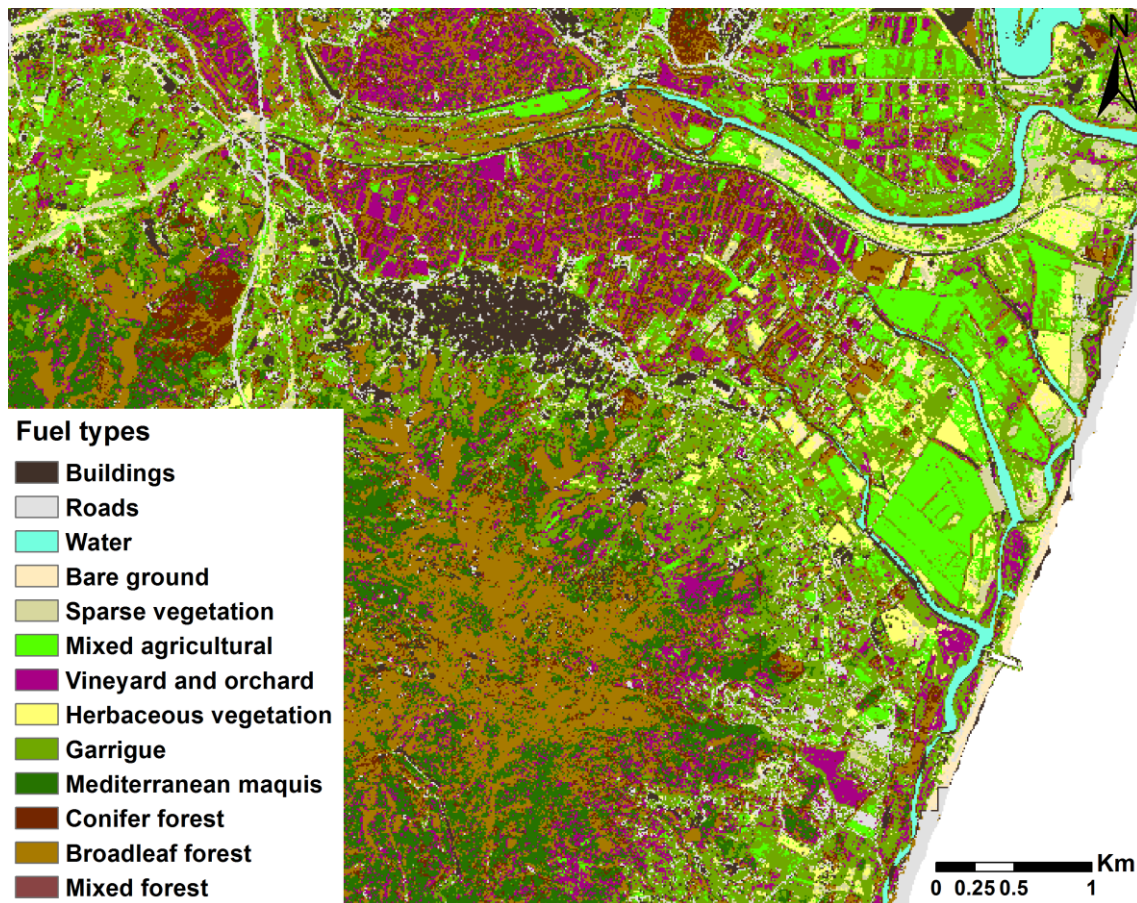 N
Fuel types
Buildings
Roads
Water
Bare ground
Sparse vegetation
Mixed agricultural
Vineyard and orchard
Herbaceous vegetation
Garrigue
Mediterranean maquis
Conifer forest
Broadleaf forest
Mixed forest
Km
0 0.25 0.5 1